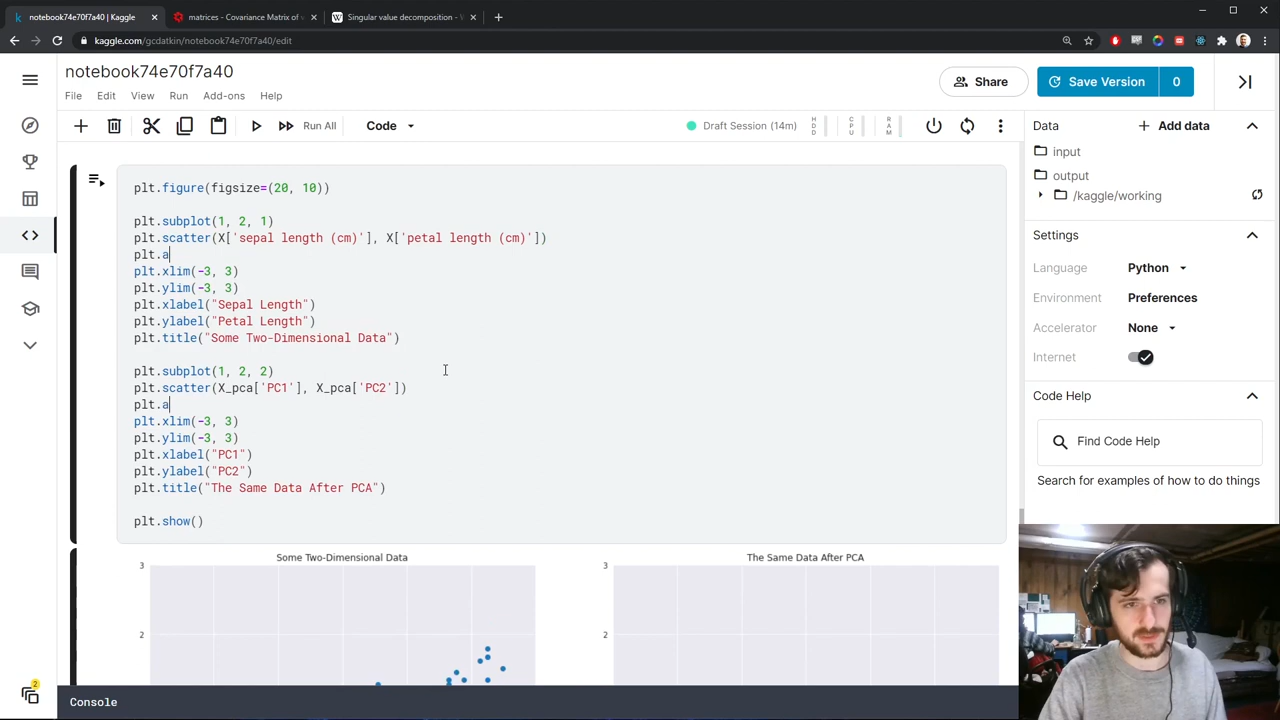 notebook74e70f7a40 | Kaggle
matrices - Covariance Matrix of
Singular value decomposition -
kaggle.com/gcdatkin/notebook74e70f7a40/edit
notebook74e70f7a40
Share
Save Version
0
File Edit View Run Add-ons Help
Run All
Code
Draft Session (14m)
HDD
CPU
RAM
plt.figure(figsize=(20, 10))
plt.subplot(1, 2, 1)
plt.scatter(X['sepal length (cm)'], X['petal length (cm)'])
plt.a
plt.xlim(-3, 3)
plt.ylim(-3, 3)
plt.xlabel("Sepal Length")
plt.ylabel("Petal Length")
plt.title("Some Two-Dimensional Data")
plt.subplot(1, 2, 2)
plt.scatter(X_pca['PC1'], X_pca['PC2'])
plt.a
plt.xlim(-3, 3)
plt.ylim(-3, 3)
plt.xlabel("PC1")
plt.ylabel("PC2")
plt.title("The Same Data After PCA")
plt.show()
Some Two-Dimensional Data
3
2
The Same Data After PCA
3
2
Console
2
Data
Add data
input
output
/kaggle/working
Settings
Language Python
Environment Preferences
Accelerator None
Internet
Code Help
Find Code Help
Search for examples of how to do things